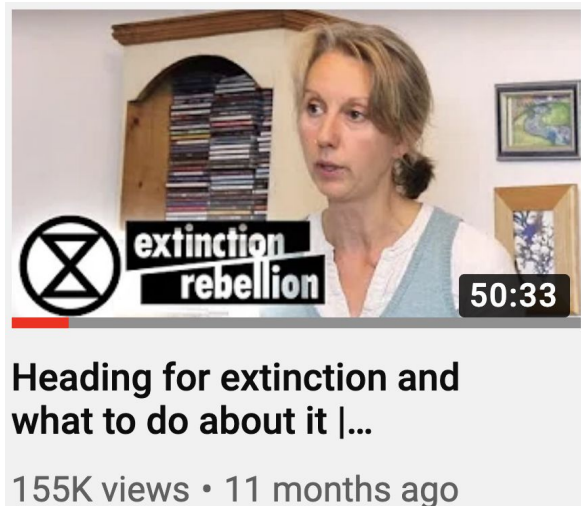 extinction
rebellion
50:33
Heading for extinction and
what to do about it |...
155K views • 11 months ago